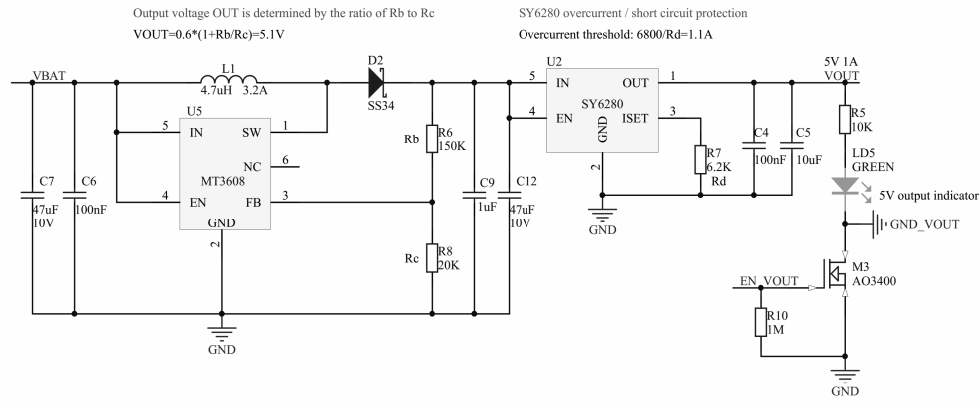 Output voltage OUT is determined by the ratio of Rb to Rc
VOUT=0.6*(1+Rb/Rc)=5.1V
SY6280 overcurrent / short circuit protection
Overcurrent threshold: 6800/Rd=1.1A
VBAT
L1
4.7uH 3.2A
D2
SS34
U5
5 IN
SW 1
NC 6
MT3608
4 EN
FB 3
GND
2
C7
47uF
10V
C6
100nF
GND
Rb
R6
150K
Rc
R8
20K
C9
1uF
C12
47uF
10V
U2
5 IN
OUT 1
SY6280
4 EN
ISET 3
GND
2
GND
R7
6.2K
Rd
C4
100nF
C5
10uF
5V 1A
VOUT
R5
10K
LD5
GREEN
5V output indicator
GND_VOUT
M3
AO3400
EN_VOUT
R10
1M
GND